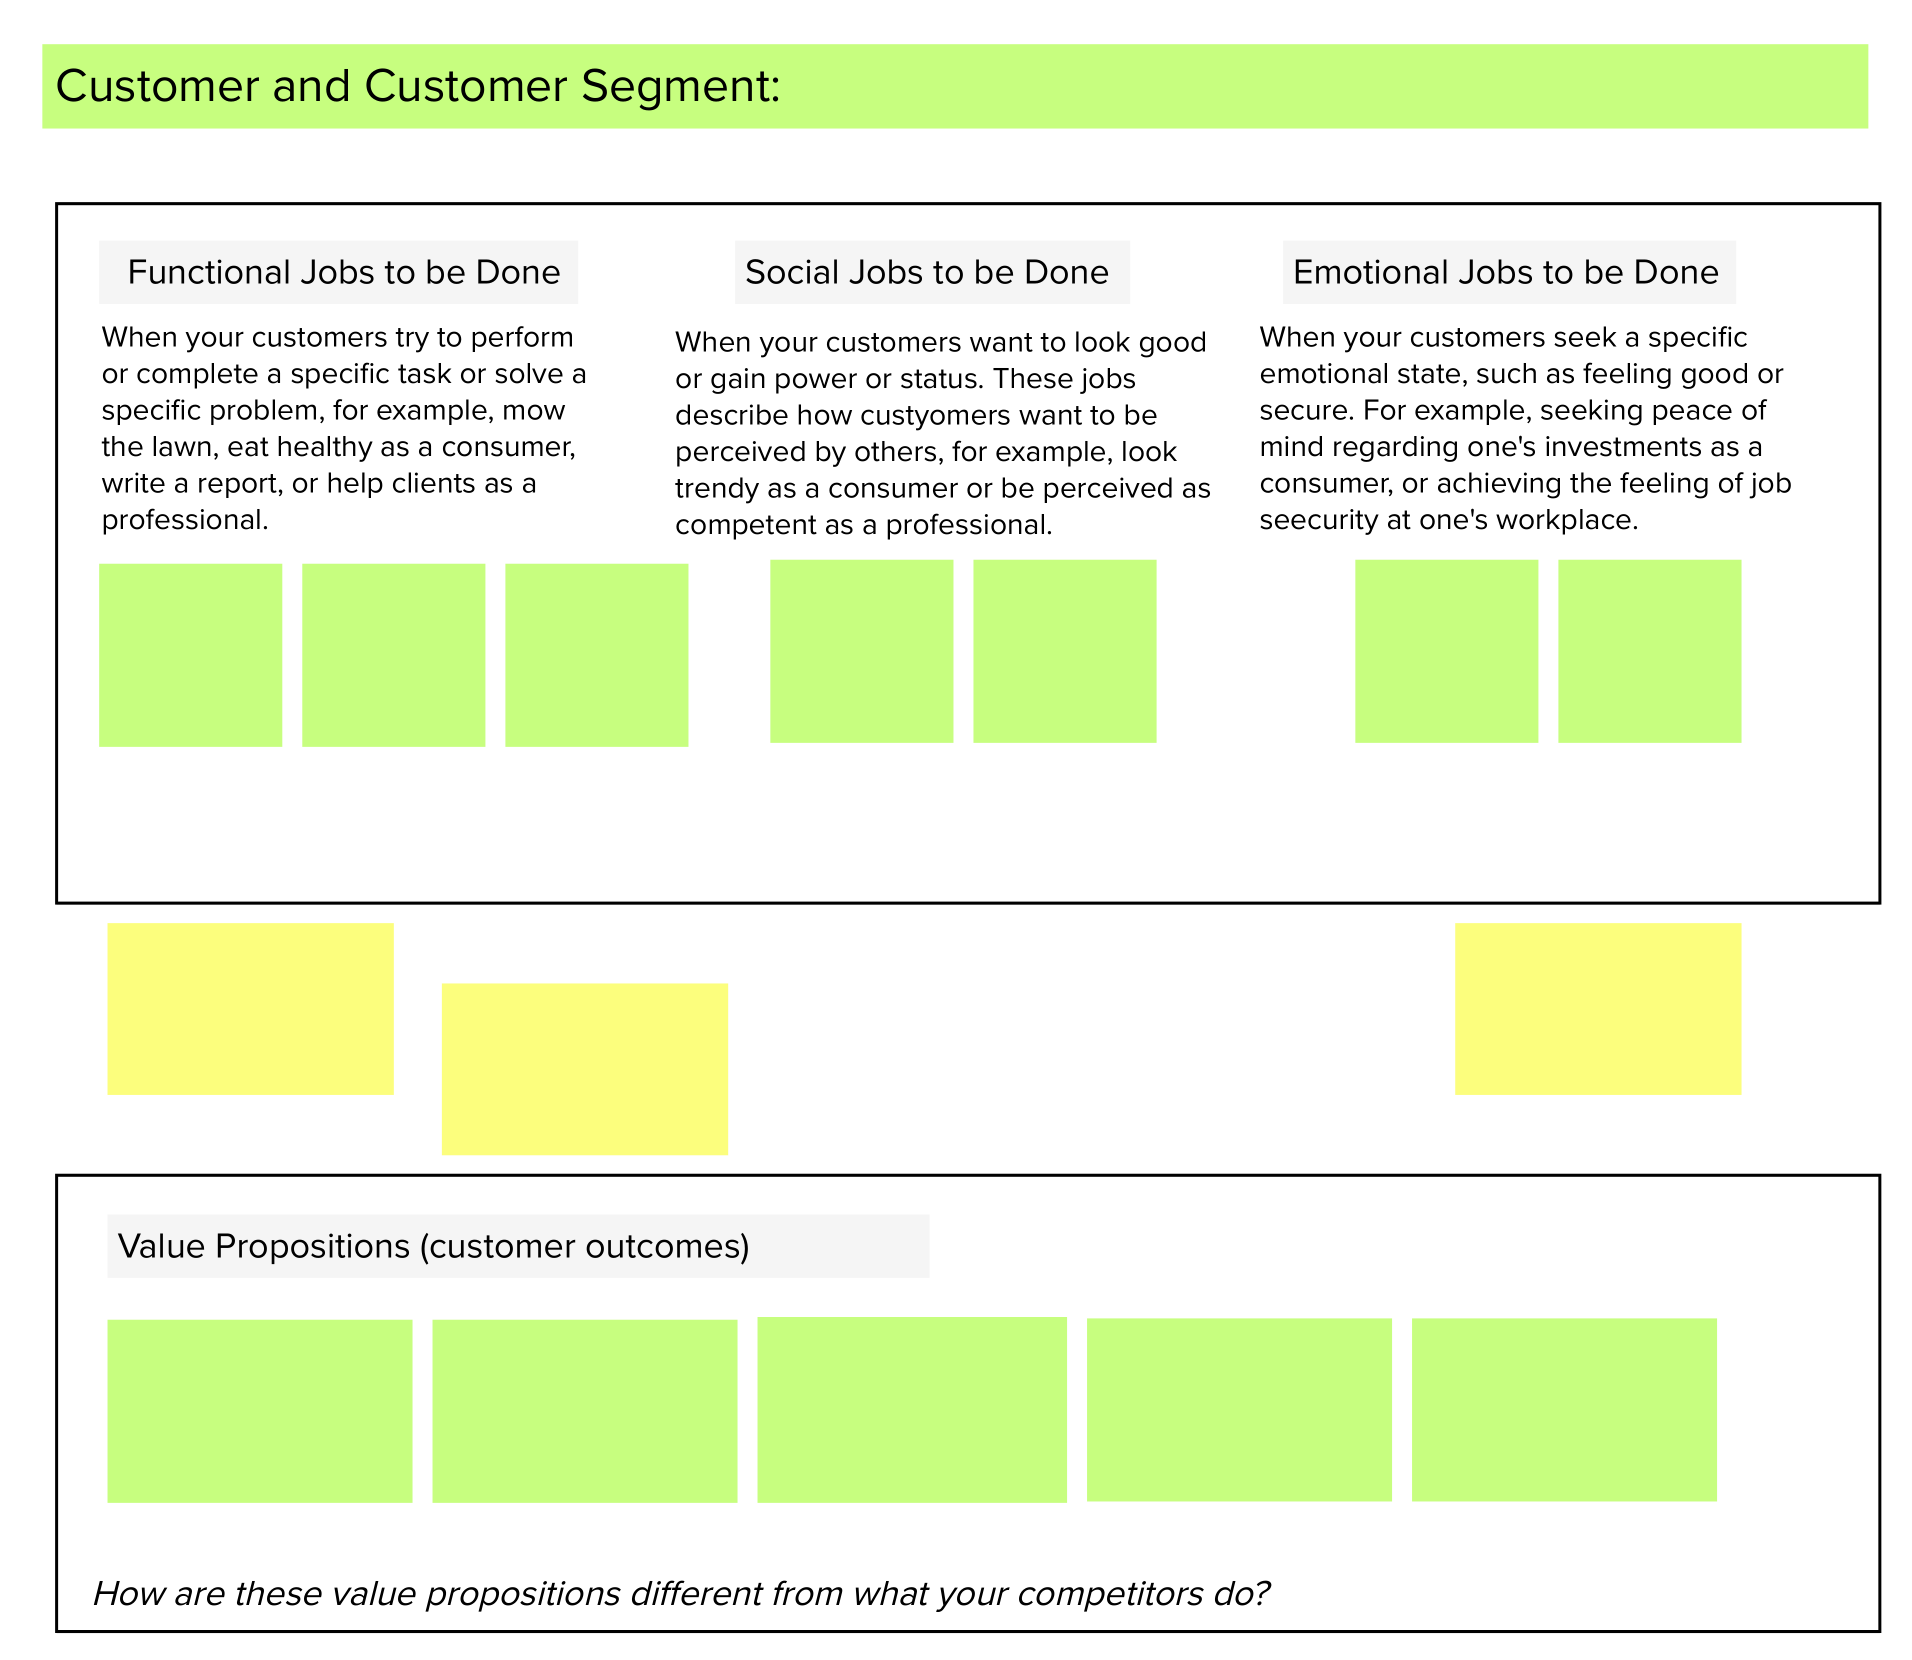 Customer and Customer Segment:
Functional Jobs to be Done
When your customers try to perform
or complete a specific task or solve a
specific problem, for example, mow
the lawn, eat healthy as a consumer,
write a report, or help clients as a
professional.
Social Jobs to be Done
When your customers want to look good
or gain power or status. These jobs
describe how custyomers want to be
perceived by others, for example, look
trendy as a consumer or be perceived as
competent as a professional.
Emotional Jobs to be Done
When your customers seek a specific
emotional state, such as feeling good or
secure. For example, seeking peace of
mind regarding one's investments as a
consumer, or achieving the feeling of job
seecurity at one's workplace.
Value Propositions (customer outcomes)
How are these value propositions different from what your competitors do?